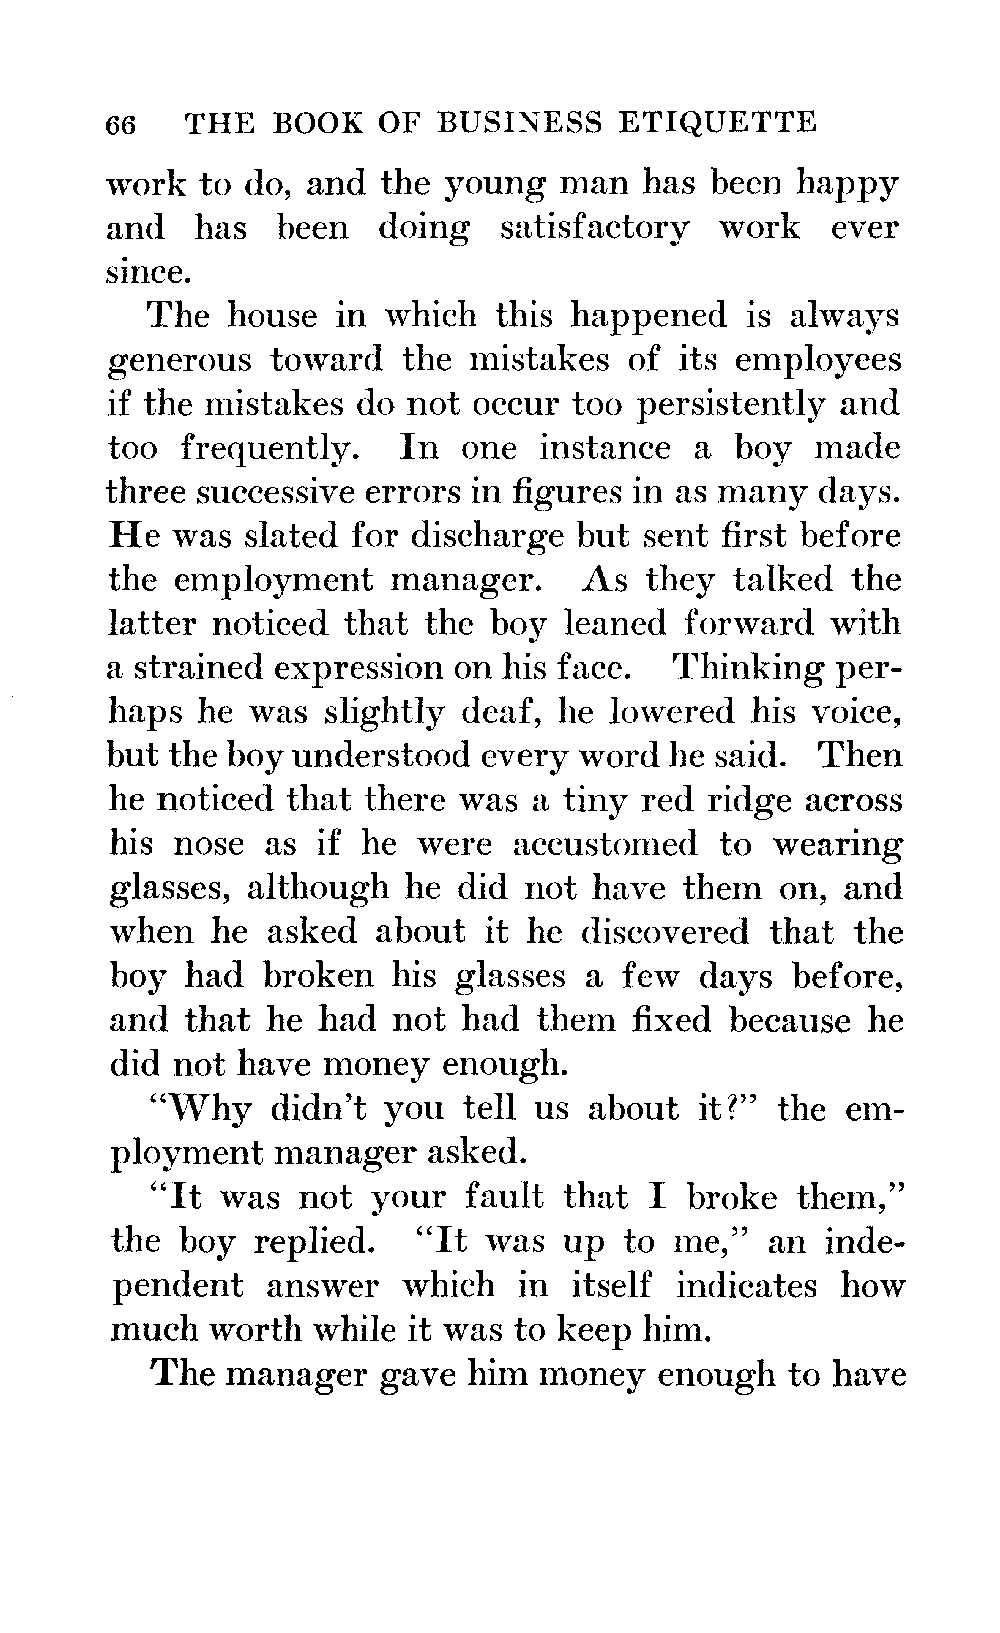 66 THE BOOK OF BUSINESS ETIQUETTE
work to do, and the young man has been happy
and has been doing satisfactory work ever
since.
The house in which this happened is always
generous toward the mistakes of its employees
if the mistakes do not occur too persistently and
too frequently. In one instance a boy made
three successive errors in figures in as many days.
He was slated for discharge but sent first before
the employment manager. As they talked the
latter noticed that the boy leaned forward with
a strained expression on his face. Thinking per-
haps he was slightly deaf, he lowered his voice,
but the boy understood every word he said. Then
he noticed that there was a tiny red ridge across
his nose as if he were accustomed to wearing
glasses, although he did not have them on, and
when he asked about it he discovered that the
boy had broken his glasses a few days before,
and that he had not had them fixed because he
did not have money enough.
“Why didn’t you tell us about it?” the em-
ployment manager asked.
“It was not your fault that I broke them,”
the boy replied. “It was up to me,” an inde-
pendent answer which in itself indicates how
much worth while it was to keep him.
The manager gave him money enough to have